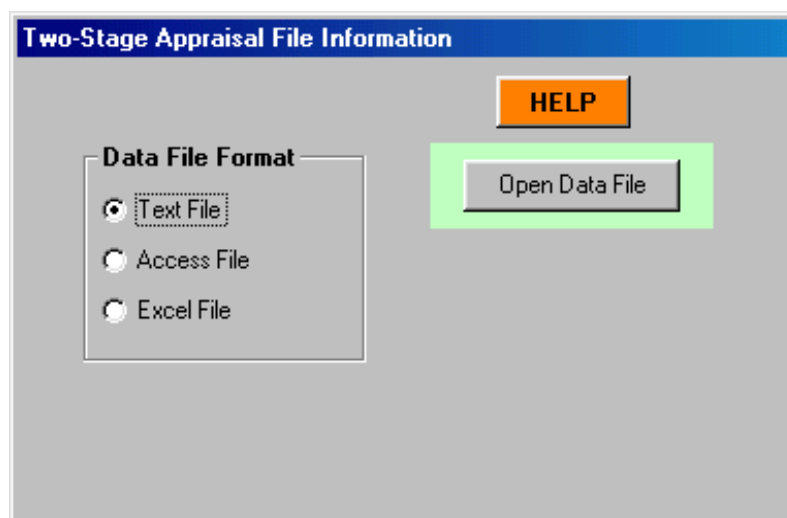 Two-Stage Appraisal File Information
HELP
Data File Format
Open Data File
Text File
Access File
Excel File